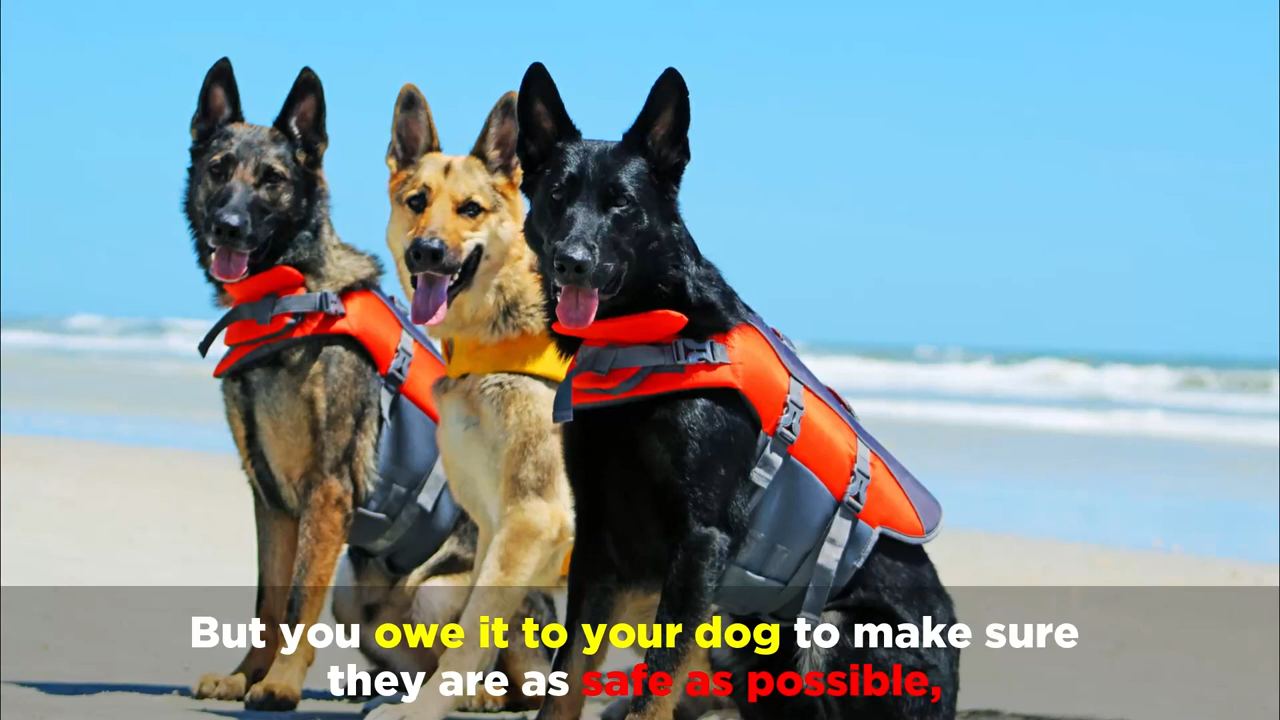 But you owe it to your dog to make sure
they are as safe as possible,